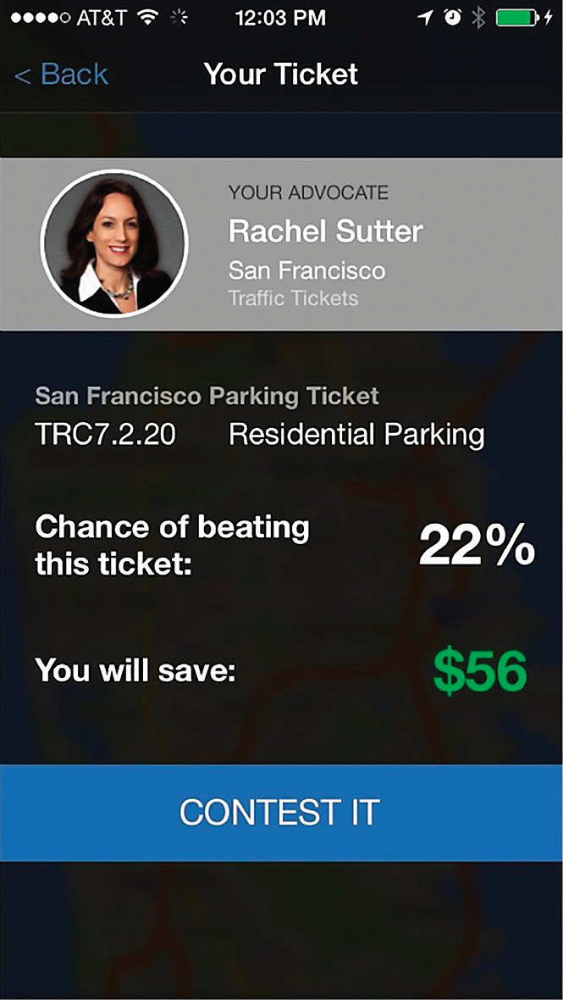 AT&T 12:03 PM
< Back Your Ticket
YOUR ADVOCATE
Rachel Sutter
San Francisco
Traffic Tickets
San Francisco Parking Ticket
TRC7.2.20 Residential Parking
Chance of beating
this ticket:
22%
You will save: $56
CONTEST IT